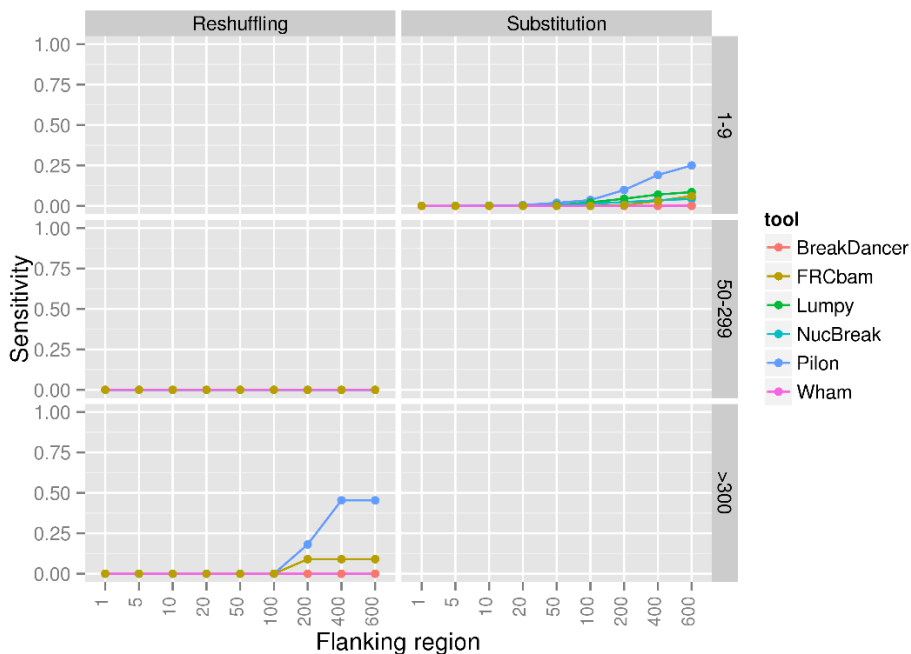 Reshuffling Substitution
1.00
0.75
0.50
0.25
0.00
1-9
1.00
0.75
0.50
0.25
0.00
50-299
1.00
0.75
0.50
0.25
0.00
>300
Sensitivity
1 5 10 20 50 100 200 400 600 1 5 10 20 50 100 200 400 600
Flanking region
tool
BreakDancer
FRCbam
Lumpy
NucBreak
Pilon
Wham